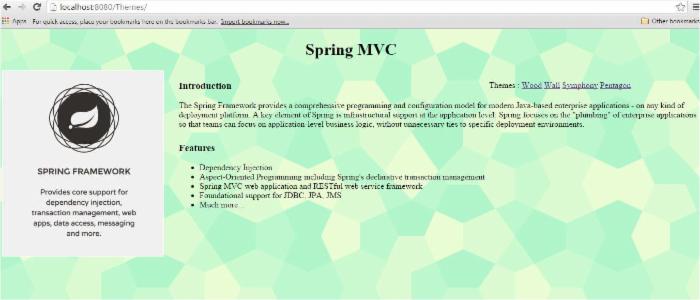 localhost:8080/Themes/
Apps For quick access, place your bookmarks here on the bookmarks bar. Import bookmarks now... Other bookmarks
Spring MVC
SPRING FRAMEWORK
Provides core support for
dependency injection,
transaction management, web
apps, data access, messaging
and more.
Introduction
Themes : Wood Wall Symphony Pentagon
The Spring Framework provides a comprehensive programming and configuration model for modern Java-based enterprise applications - on any kind of
deployment platform. A key element of Spring is infrastructural support at the application level. Spring focuses on the "plumbing" of enterprise applications
so that teams can focus on application-level business logic, without unnecessary ties to specific deployment environments.
Features
Dependency Injection
Aspect-Oriented Programming including Spring's declarative transaction management
Spring MVC web application and RESTful web service framework
Foundational support for JDBC, JPA, JMS
Much more...